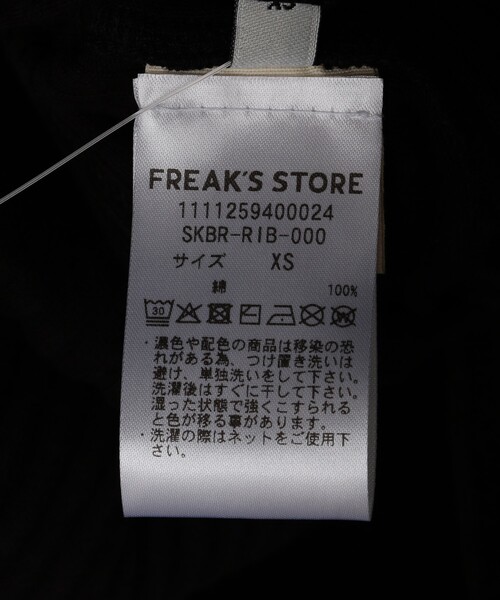 XS
FREAK'S STORE
1111259400024
SKBR-RIB-000
サイズ XS
綿 100%
30
・濃色や配色の商品は移染の恐
れがある為、つけ置き洗いは
避け、単独洗いをして下さい。
洗濯後はすぐに干して下さい。
湿った状態で強くこすられる
と色が移る事があります。
・洗濯の際はネットをご使用下
さい。